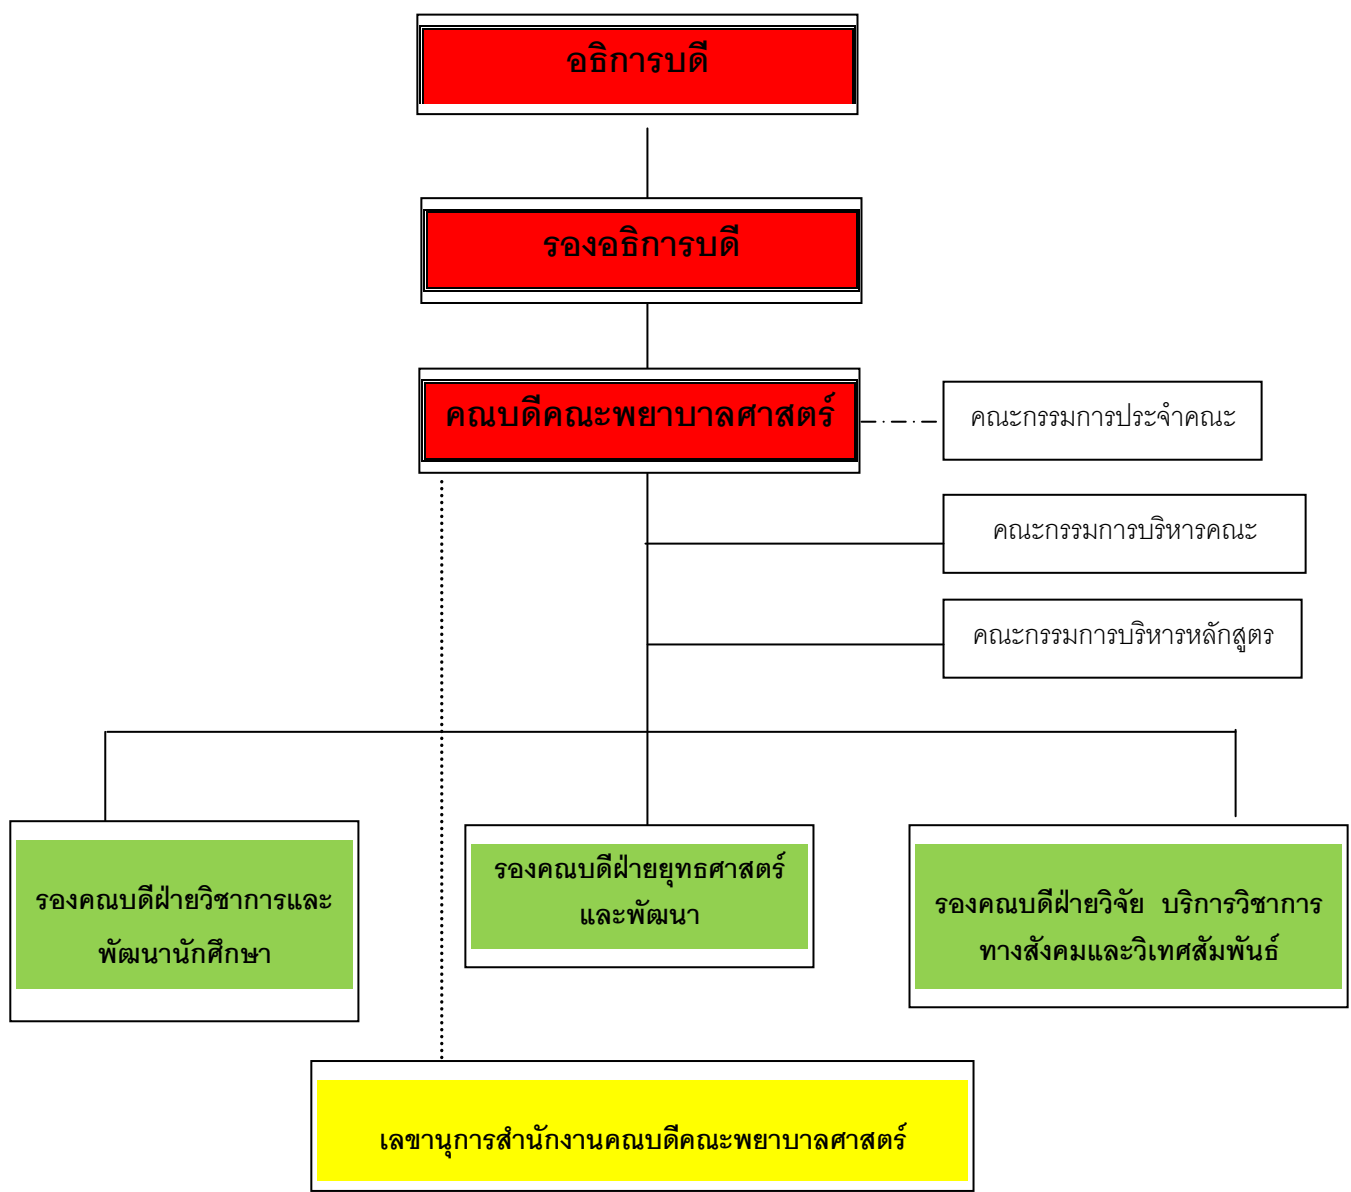 อธิการบดี
รองอธิการบดี
คณบดีคณะพยาบาลศาสตร์
คณะกรรมการประจำคณะ
คณะกรรมการบริหารคณะ
คณะกรรมการบริหารหลักสูตร
รองคณบดีฝ่ายวิชาการและ
พัฒนานักศึกษา
รองคณบดีฝ่ายยุทธศาสตร์
และพัฒนา
รองคณบดีฝ่ายวิจัย บริการวิชาการ
ทางสังคมและวิเทศสัมพันธ์
เลขานุการสำนักงานคณบดีคณะพยาบาลศาสตร์